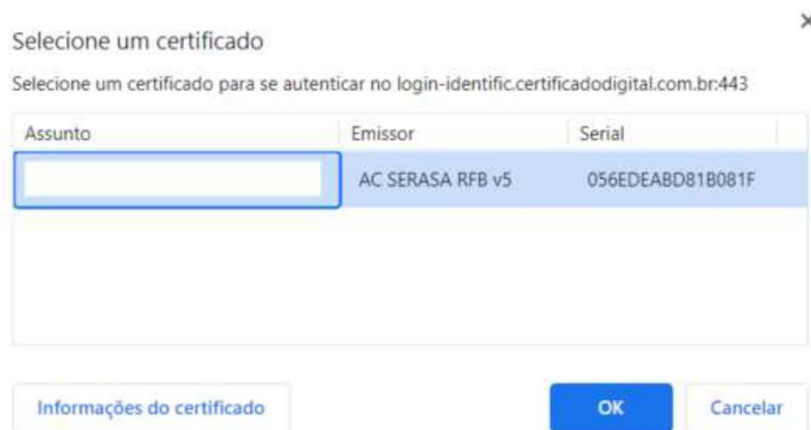 Selecione um certificado
Selecione um certificado para se autenticar no login-identific.certificadodigital.com.br:443
Assunto Emissor Serial
AC SERASA RFB v5 056EDEABD81B081F
Informações do certificado OK Cancelar